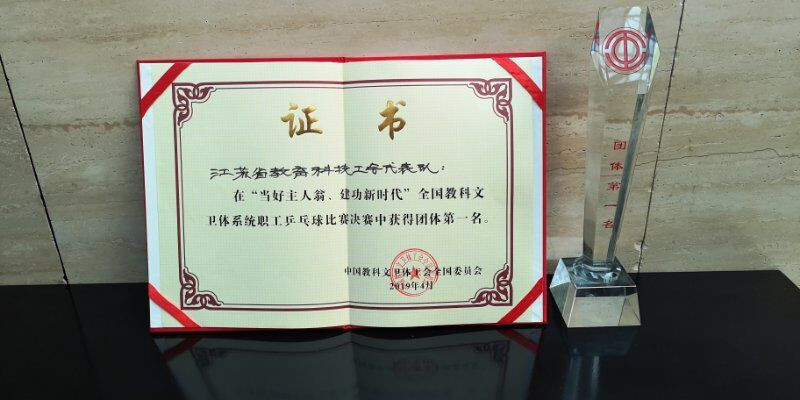 证书
江苏省教育科技工会代表队：
在“当好主人翁、建功新时代”全国教科文
卫体系统职工乒乓球比赛决赛中获得团体第一名。
中国教科文卫体工会全国委员会
2019年4月
团体第一名